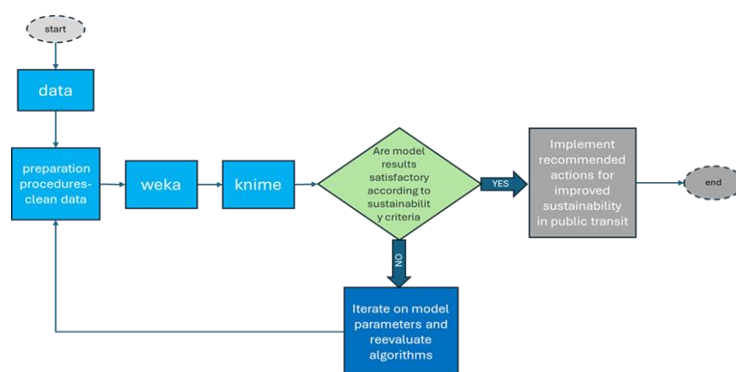 start
data
preparation
procedures-
clean data
weka
knime
Are model
results
satisfactory
according to
sustainabilit
y criteria
YES
Implement
recommended
actions for
improved
sustainability
in public transit
end
NO
Iterate on model
parameters and
reevaluate
algorithms